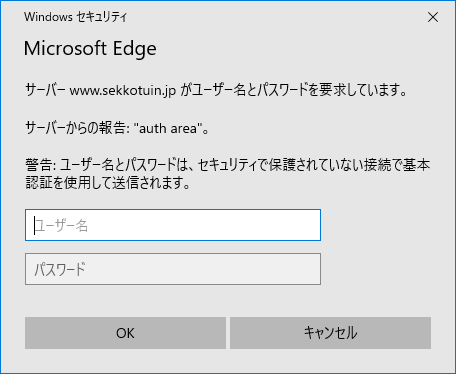 Windows セキュリティ
Microsoft Edge
サーバー www.sekkotuin.jp がユーザー名とパスワードを要求しています。
サーバーからの報告: "auth area"。
警告: ユーザー名とパスワードは、セキュリティで保護されていない接続で基本
認証を使用して送信されます。
ユーザー名
パスワード
OK
キャンセル